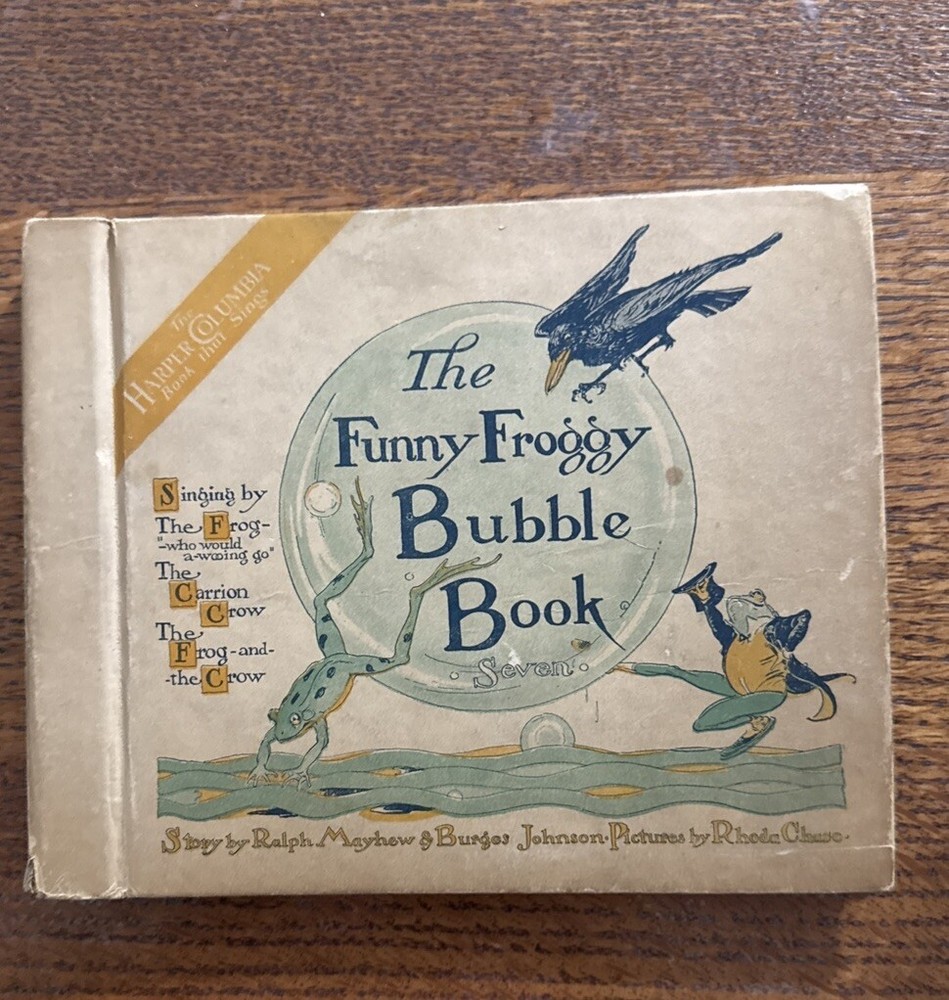 The
HARPER COLUMBIA
Book that Sings
The
Funny Froggy
Bubble
Book
· Seven ·
Singing by
The Frog-
"-who would
a-wooing go"
The
Carrion
Crow
The
Frog-and-
-the Crow
Story by Ralph Mayhew & Burges Johnson Pictures by Rhoda Chase.